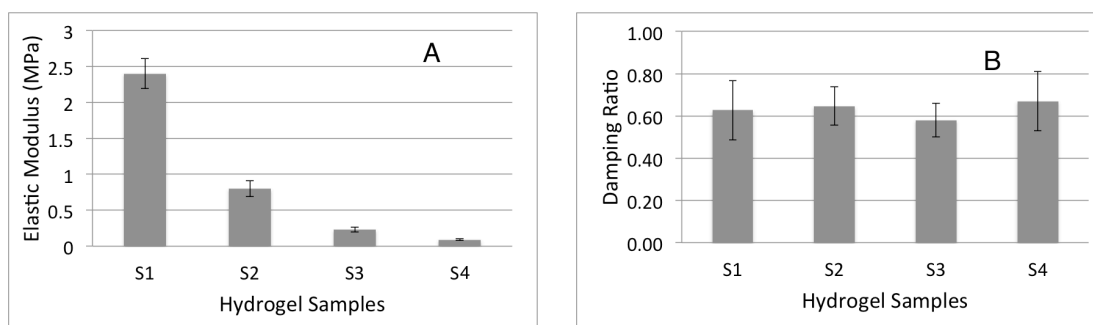 A
Elastic Modulus (MPa)
3
2.5
2
1.5
1
0.5
0
S1 S2 S3 S4
Hydrogel Samples
B
Damping Ratio
1.00
0.80
0.60
0.40
0.20
0.00
S1 S2 S3 S4
Hydrogel Samples